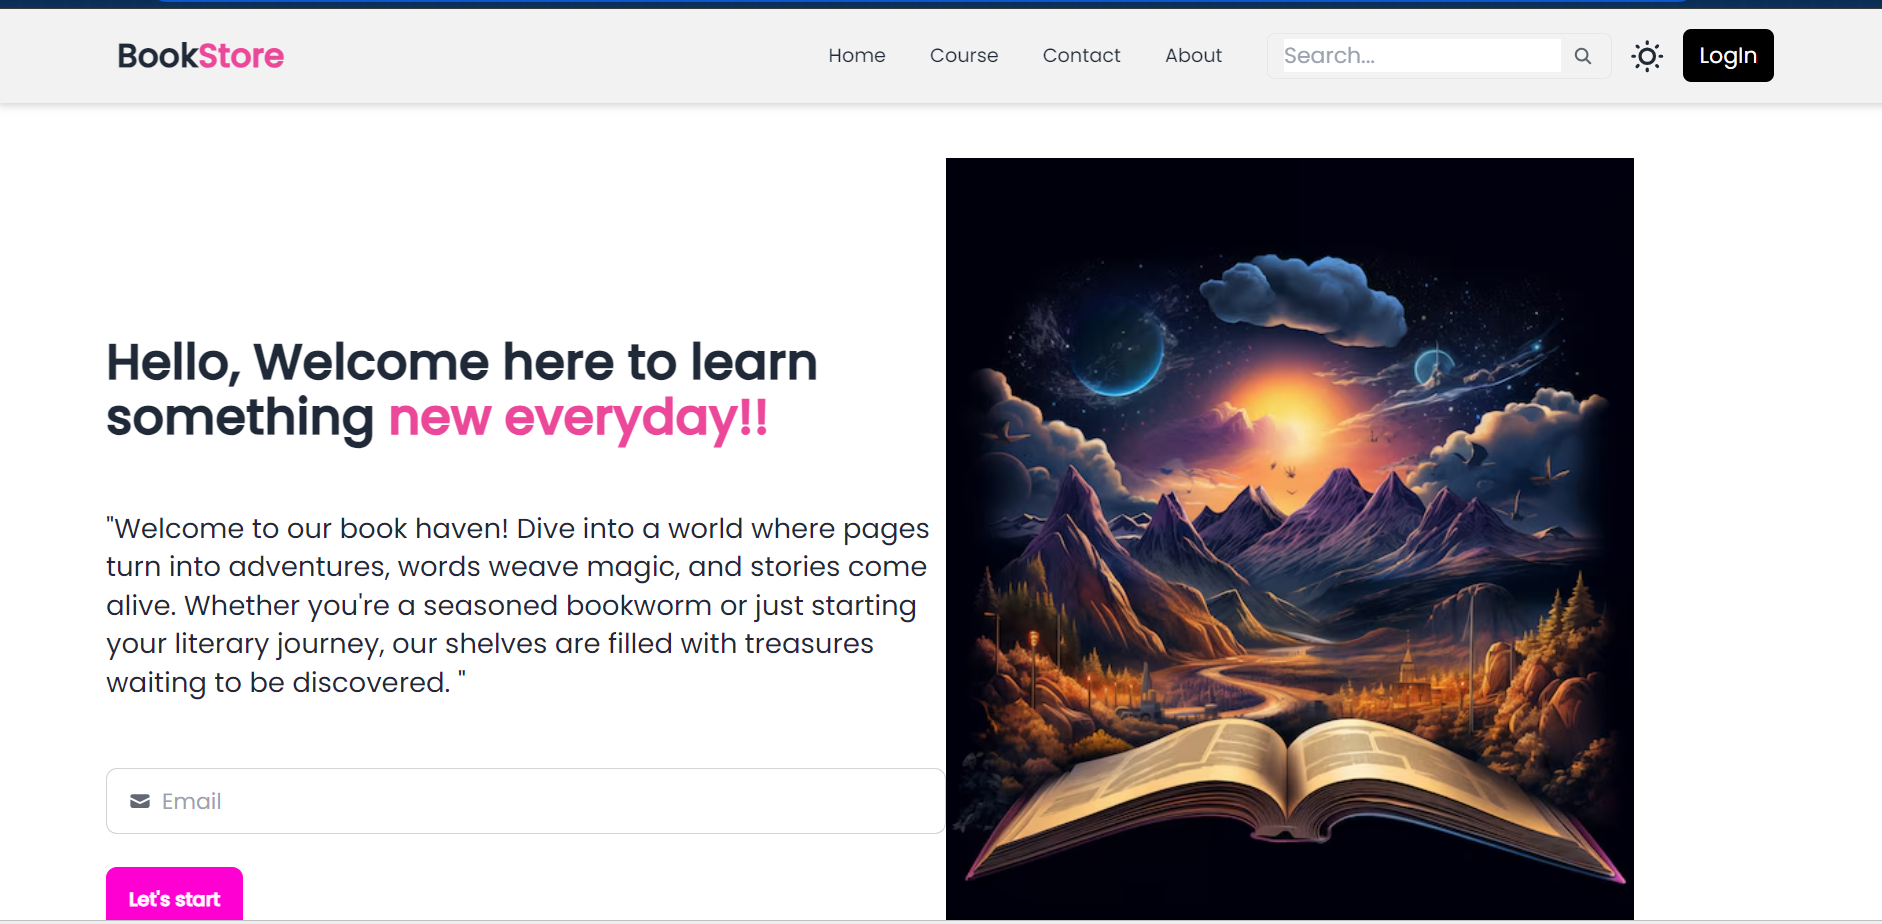 BookStore
Home Course Contact About Search... LogIn
Hello, Welcome here to learn
something new everyday!!
"Welcome to our book haven! Dive into a world where pages
turn into adventures, words weave magic, and stories come
alive. Whether you're a seasoned bookworm or just starting
your literary journey, our shelves are filled with treasures
waiting to be discovered. "
Email
Let's start